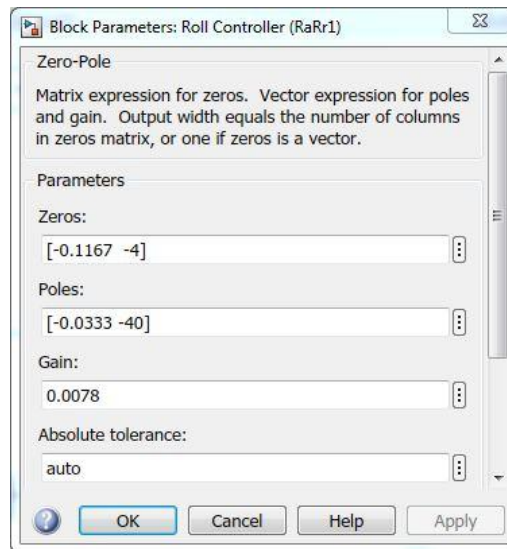 Block Parameters: Roll Controller (RaRr1)
Zero-Pole
Matrix expression for zeros. Vector expression for poles
and gain. Output width equals the number of columns
in zeros matrix, or one if zeros is a vector.
Parameters
Zeros:
[-0.1167 -4]
Poles:
[-0.0333 -40]
Gain:
0.0078
Absolute tolerance:
auto
OK Cancel Help Apply